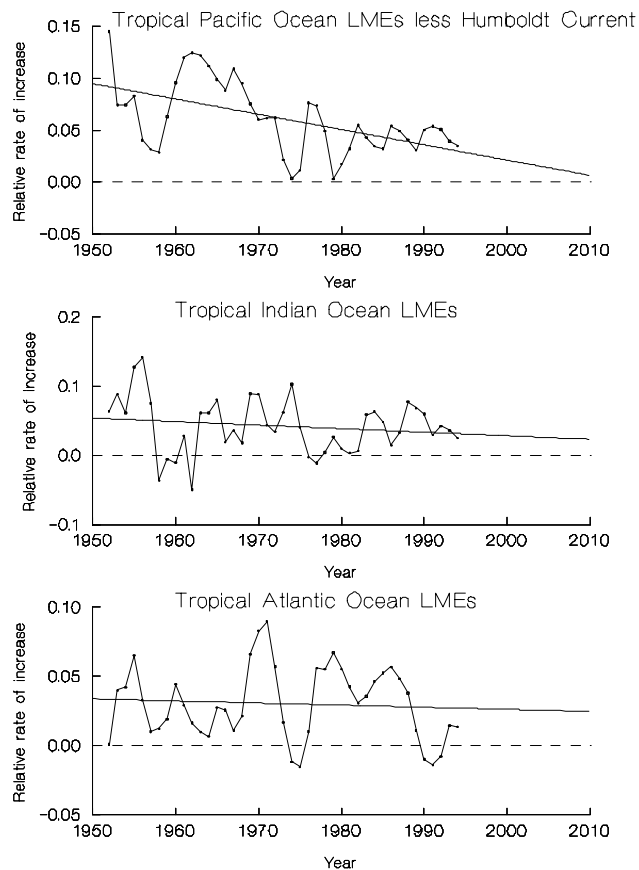 Tropical Pacific Ocean LMEs less Humboldt Current
Relative rate of increase
0.15
0.10
0.05
0.00
−0.05
1950 1960 1970 1980 1990 2000 2010
Year
Tropical Indian Ocean LMEs
Relative rate of increase
0.2
0.1
0.0
−0.1
1950 1960 1970 1980 1990 2000 2010
Year
Tropical Atlantic Ocean LMEs
Relative rate of increase
0.10
0.05
0.00
−0.05
1950 1960 1970 1980 1990 2000 2010
Year